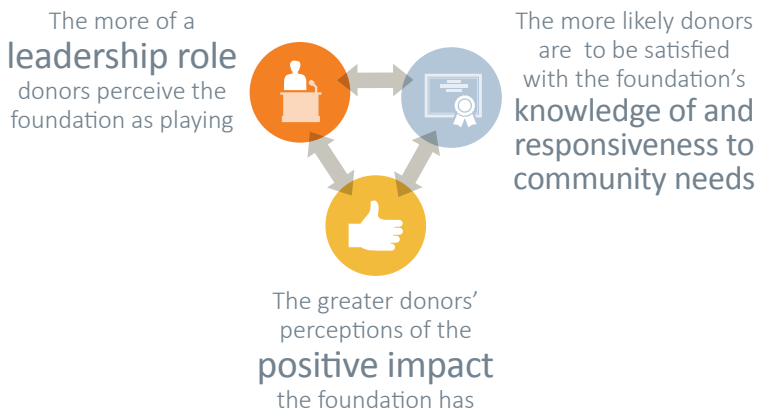 The more of a
leadership role
donors perceive the
foundation as playing
The more likely donors
are to be satisfied
with the foundation's
knowledge of and
responsiveness to
community needs
The greater donors'
perceptions of the
positive impact
the foundation has